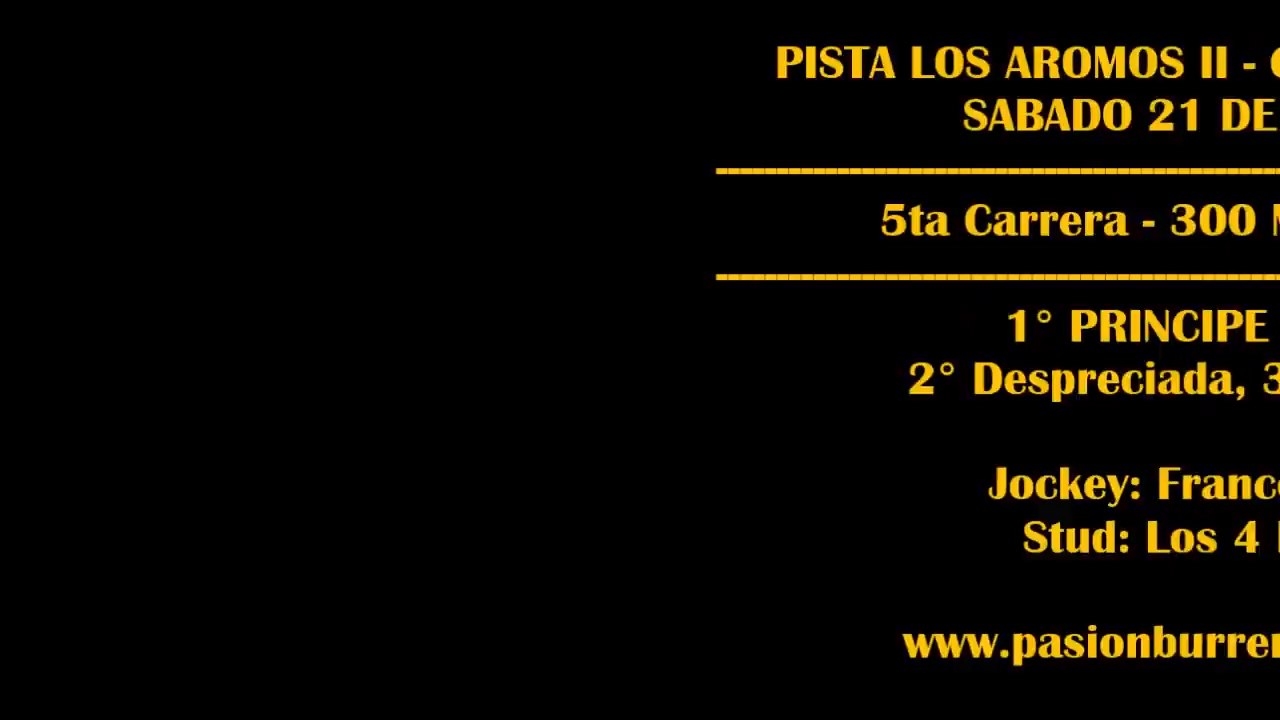 PISTA LOS AROMOS II -
SABADO 21 DE
5ta Carrera - 300
1° PRINCIPE
2° Despreciada,
Jockey:
Stud: Los 4